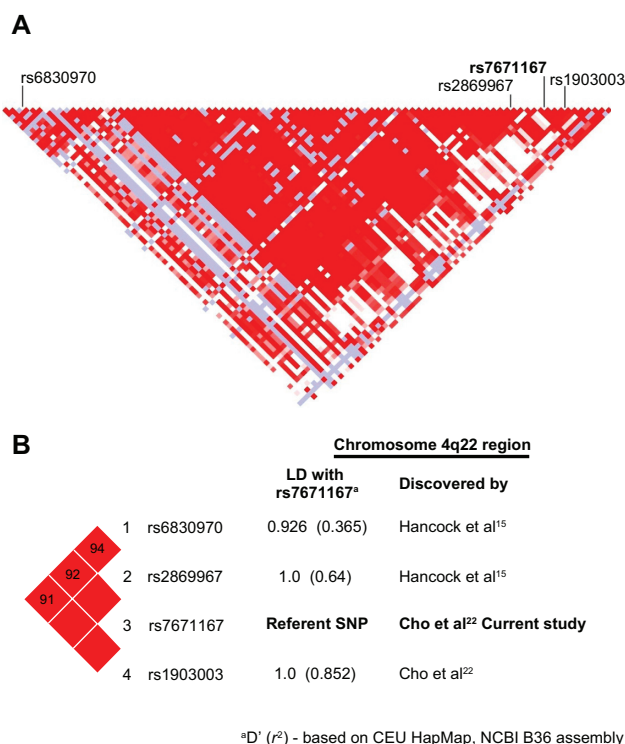 A
rs6830970
rs7671167
rs2869967 rs1903003
B
Chromosome 4q22 region
LD with
rs7671167ᵃ Discovered by
1 rs6830970 0.926 (0.365) Hancock et al¹⁵
94
92
2 rs2869967 1.0 (0.64) Hancock et al¹⁵
91
3 rs7671167 Referent SNP Cho et al²² Current study
4 rs1903003 1.0 (0.852) Cho et al²²
ᵃD' (r²) - based on CEU HapMap, NCBI B36 assembly